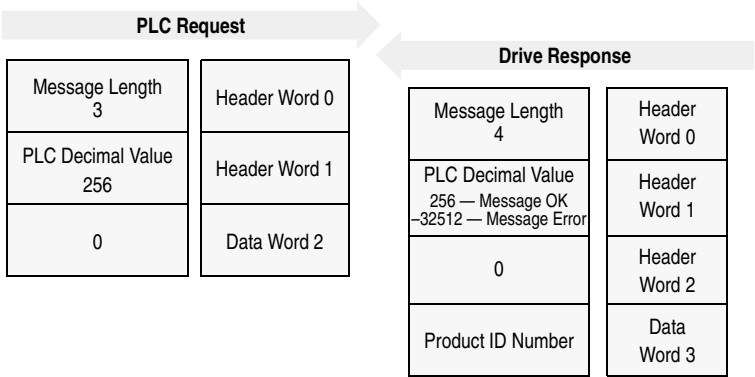 PLC Request
Message Length
3
Header Word 0
PLC Decimal Value
256
Header Word 1
0
Data Word 2
Drive Response
Message Length
4
Header
Word 0
PLC Decimal Value
256 — Message OK
–32512 — Message Error
Header
Word 1
0
Header
Word 2
Product ID Number
Data
Word 3